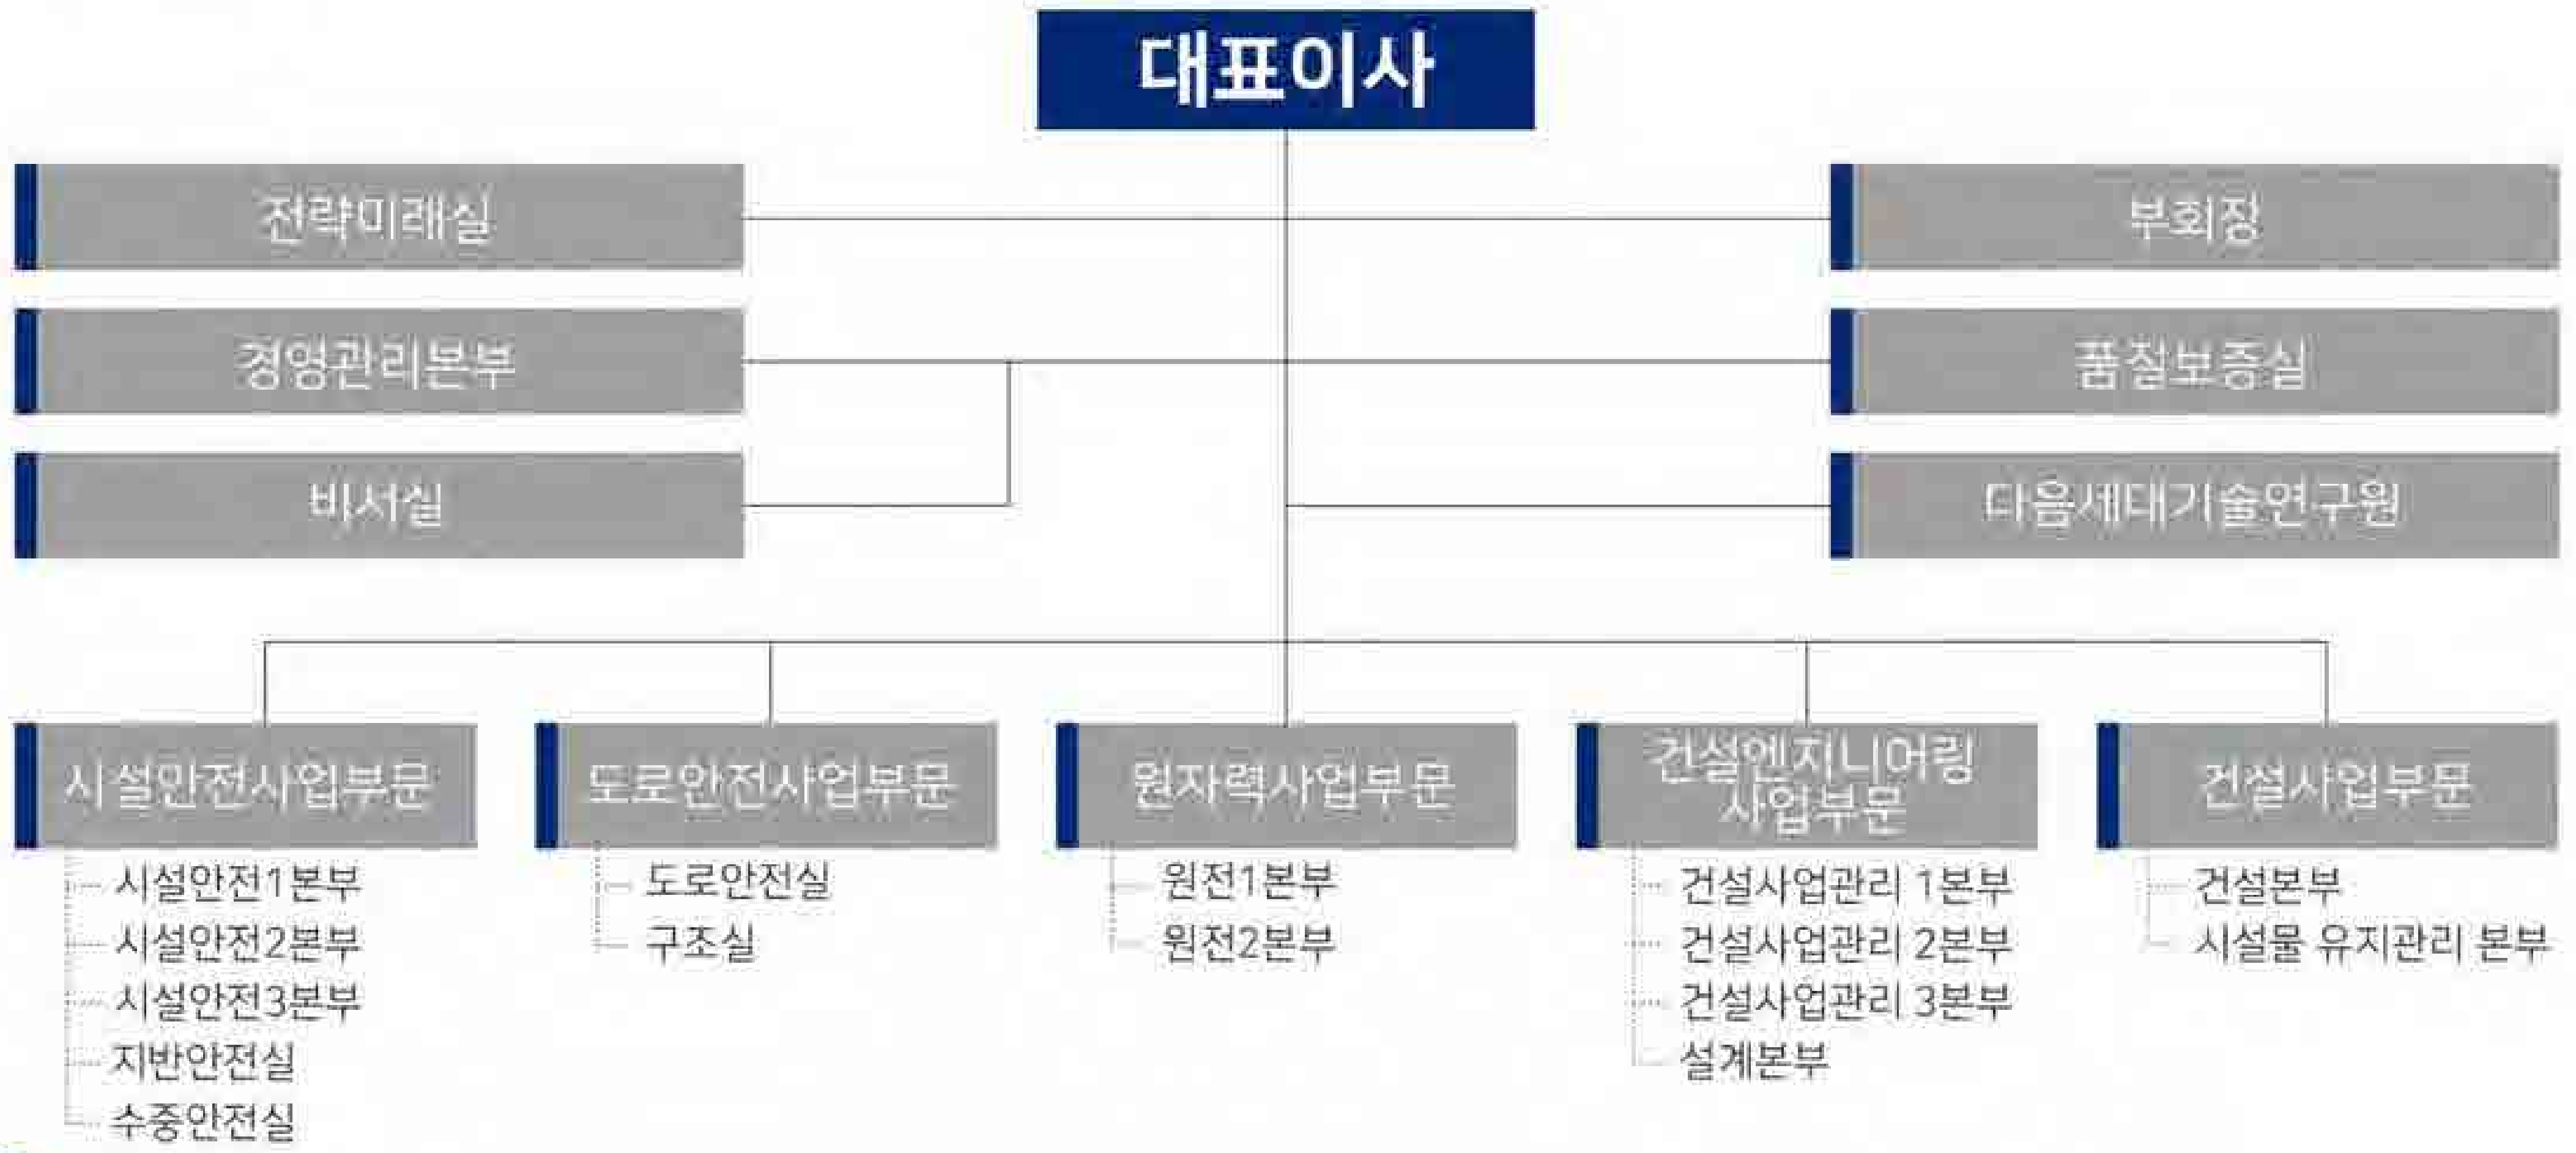 대표이사
전략미래실
부회장
경영관리본부
품질보증실
비서실
다음세대기술연구원
시설안전사업부문
시설안전1본부
시설안전2본부
시설안전3본부
지반안전실
수중안전실
도로안전사업부문
도로안전실
구조실
원자력사업부문
원전1본부
원전2본부
건설엔지니어링
사업부문
건설사업관리 1본부
건설사업관리 2본부
건설사업관리 3본부
설계본부
건설사업부문
건설본부
시설물 유지관리 본부